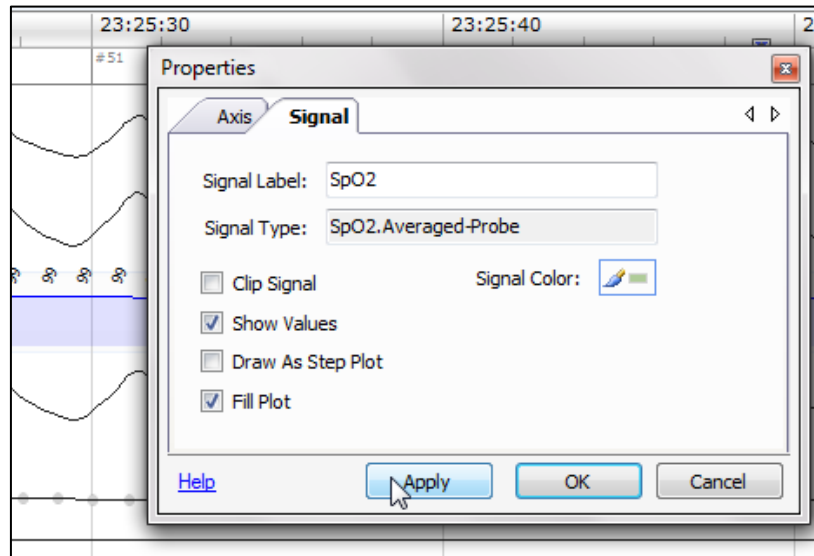 23:25:30 23:25:40 2
#51
Properties
Axis Signal
Signal Label: SpO2
Signal Type: SpO2.Averaged-Probe
Clip Signal Signal Color:
Show Values
Draw As Step Plot
Fill Plot
Help Apply OK Cancel